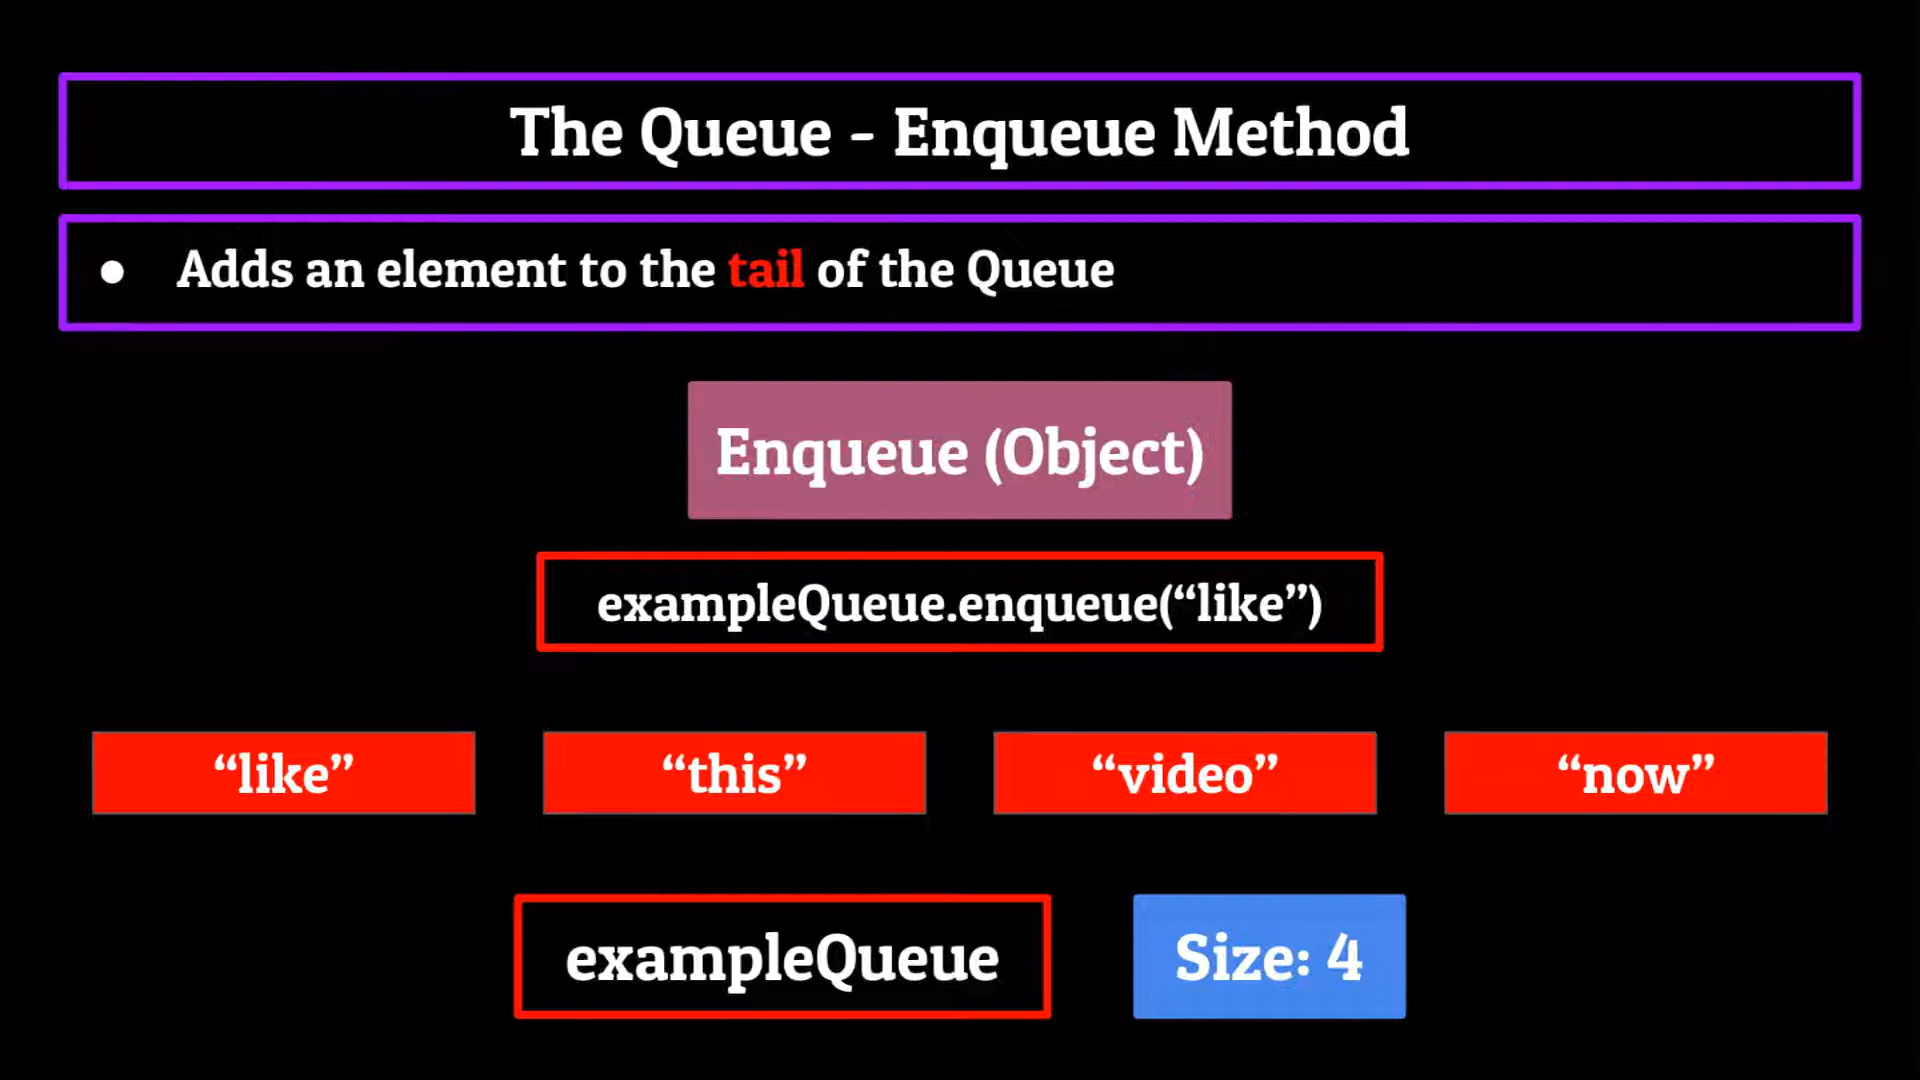 The Queue - Enqueue Method
● Adds an element to the tail of the Queue
Enqueue (Object)
exampleQueue.enqueue(“like”)
“like” “this” “video” “now”
exampleQueue Size: 4